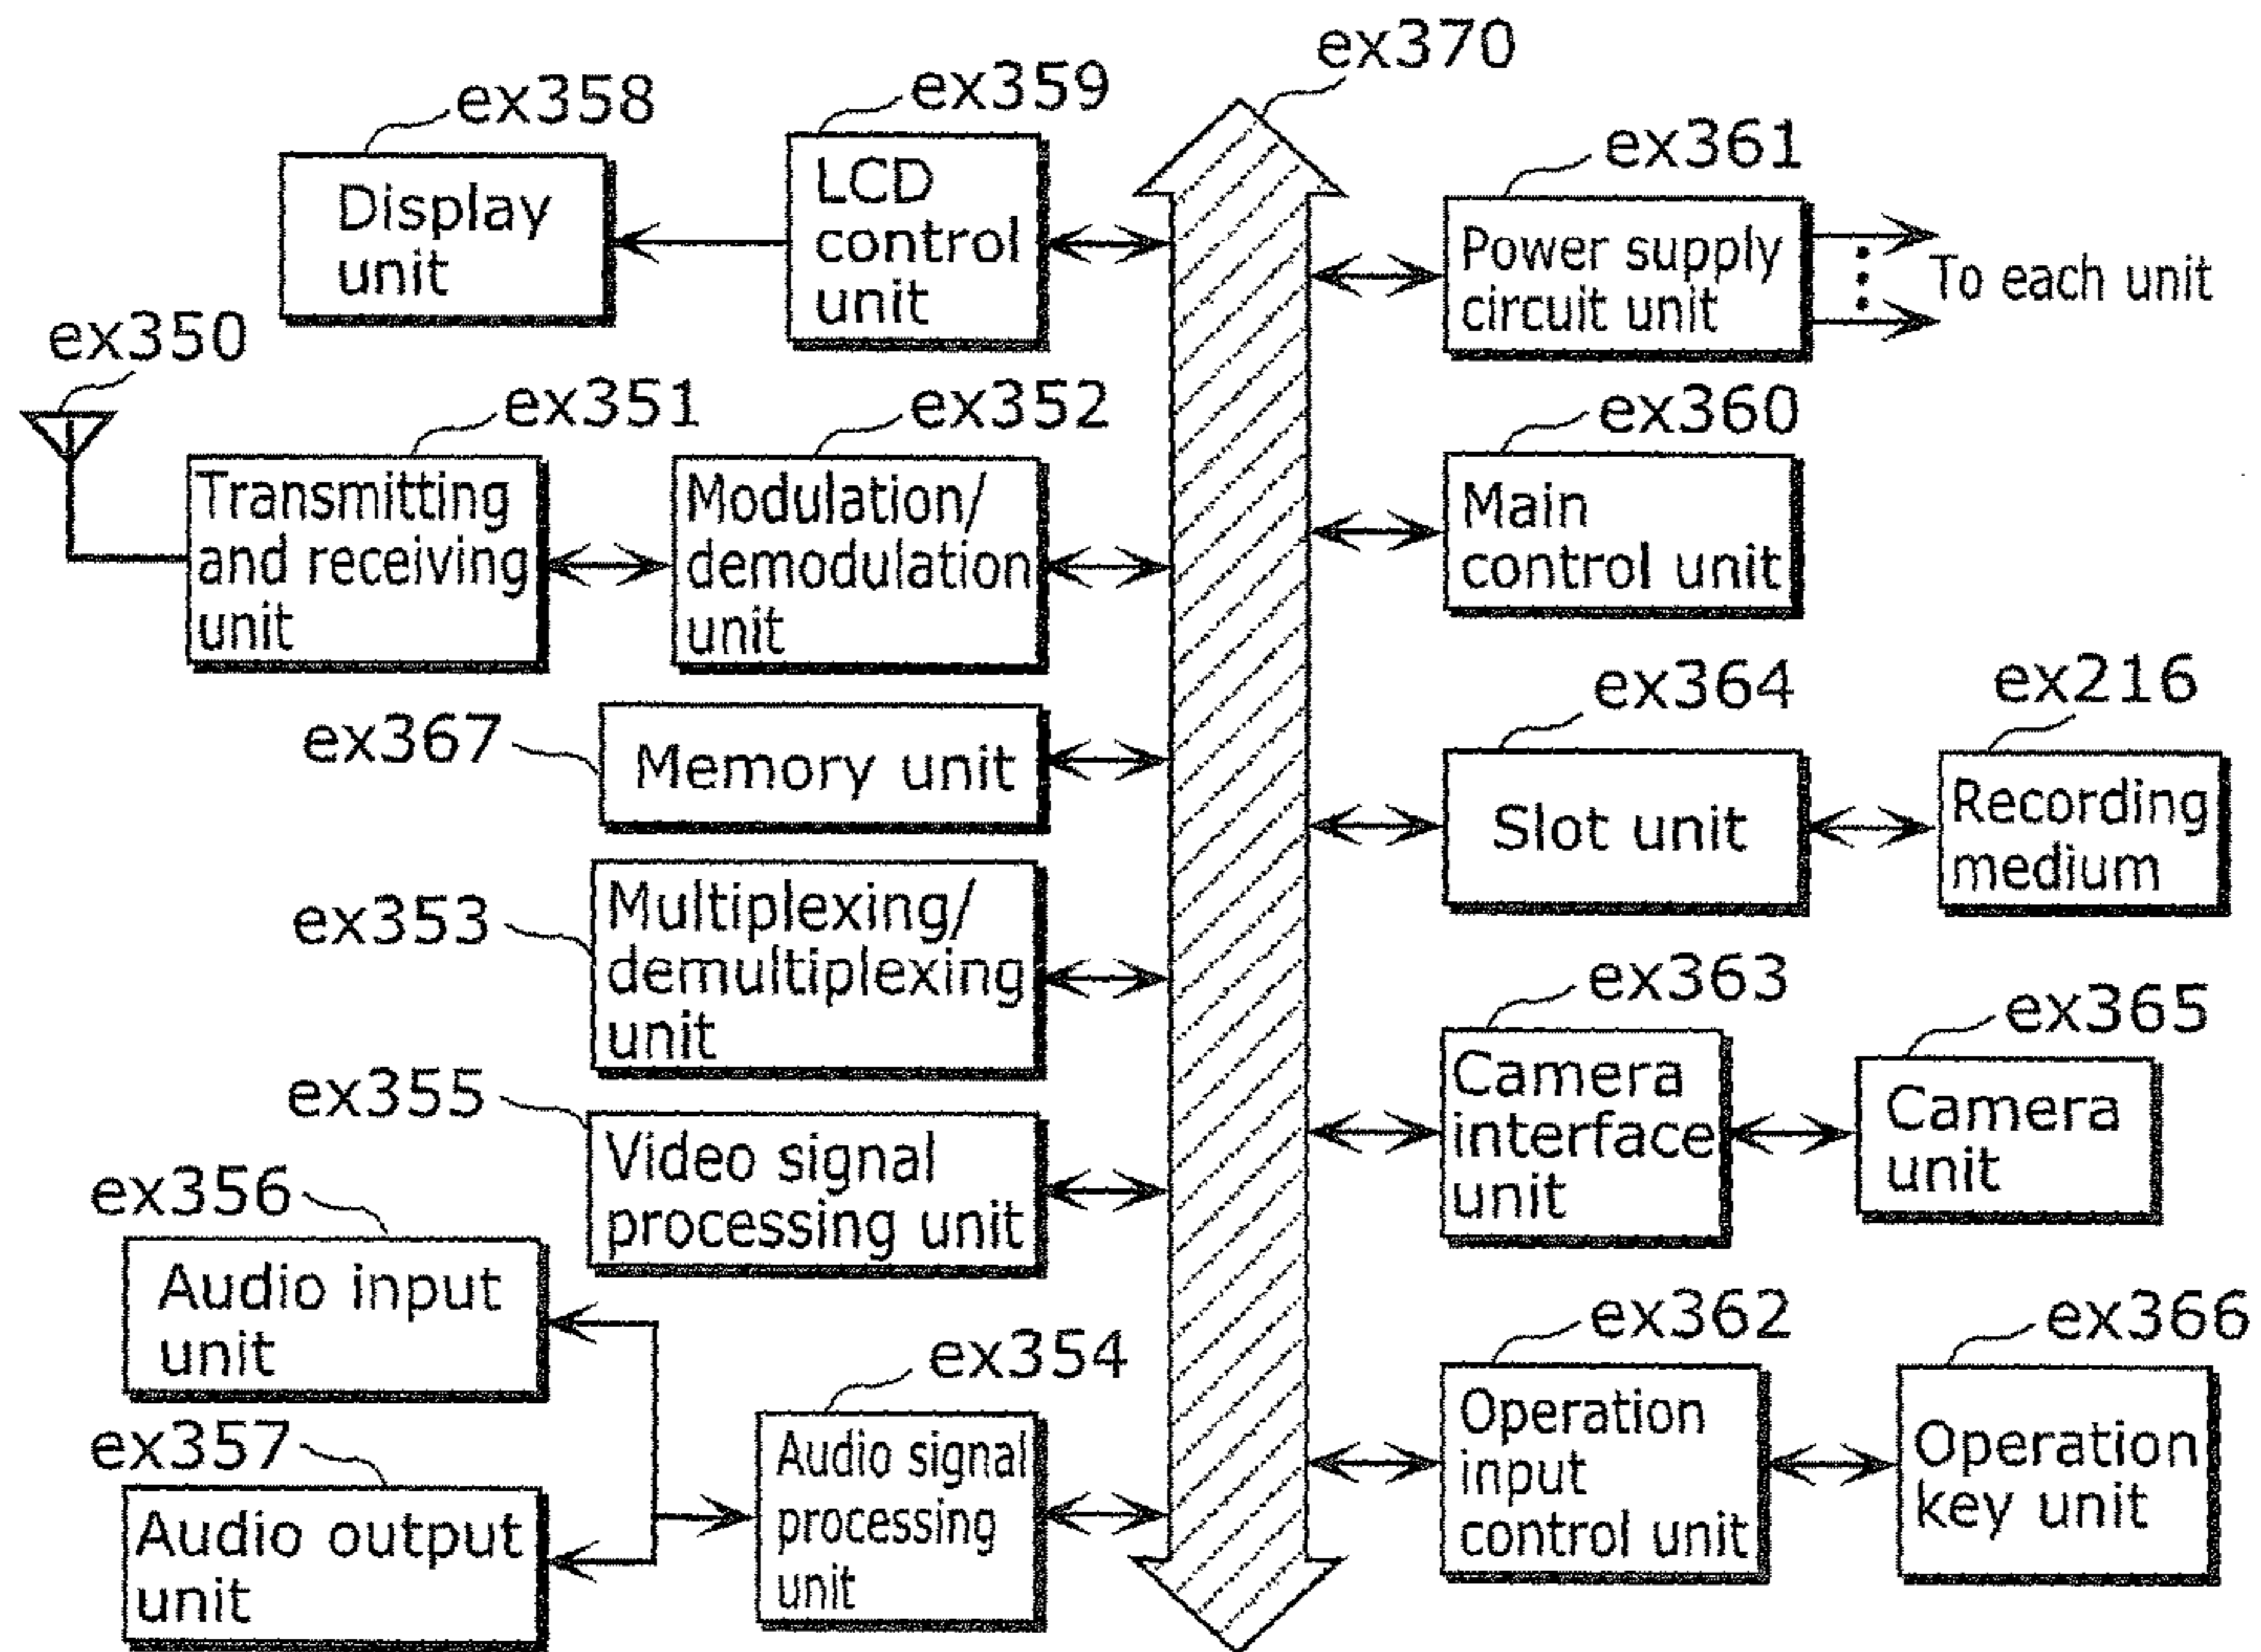 ex370
ex358
ex359
ex361
Display
unit
LCD
control
unit
Power supply
circuit unit
To each unit
ex350
ex351
ex352
ex360
Transmitting
and receiving
unit
Modulation/
demodulation
unit
Main
control unit
ex367
Memory unit
ex364
ex216
Slot unit
Recording
medium
ex353
Multiplexing/
demultiplexing
unit
ex363
ex365
Camera
interface
unit
Camera
unit
ex355
Video signal
processing unit
ex356
Audio input
unit
ex354
ex362
ex366
ex357
Audio output
unit
Audio signal
processing
unit
Operation
input
control unit
Operation
key unit